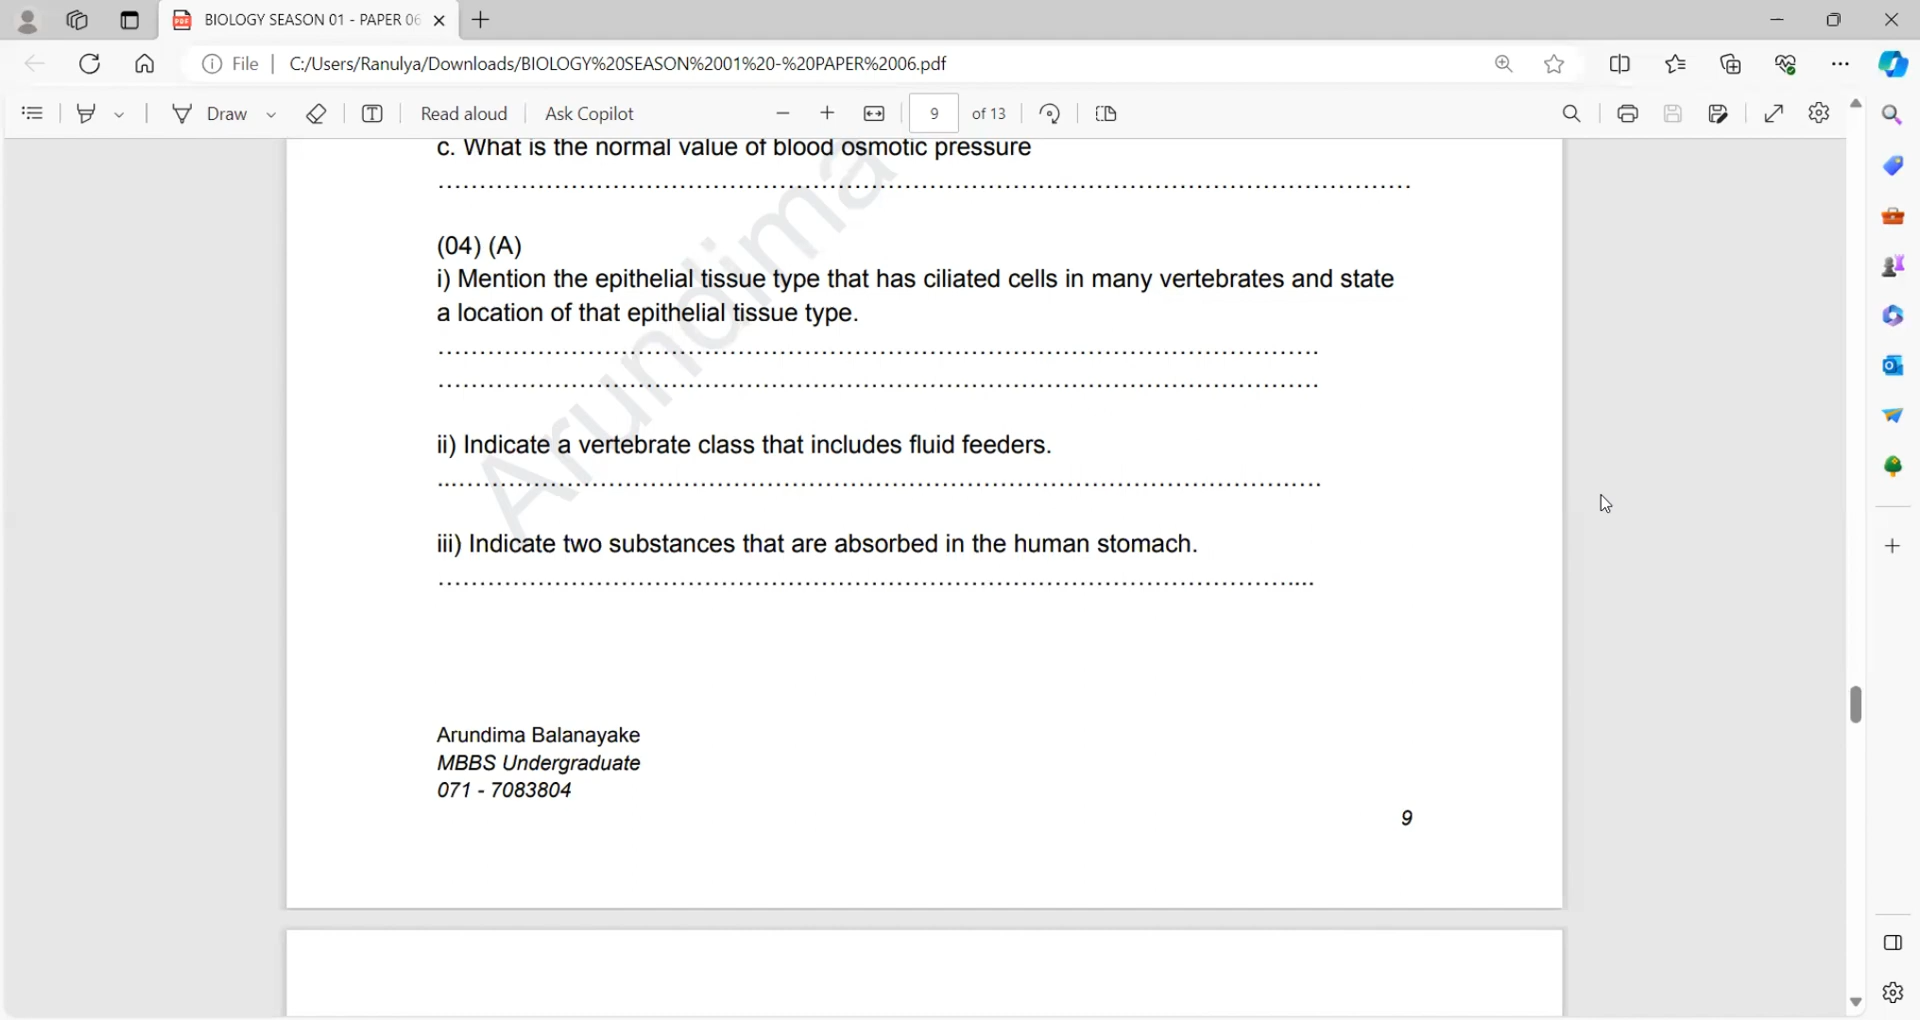 BIOLOGY SEASON 01 - PAPER 06
File
C:/Users/Ranulya/Downloads/BIOLOGY%20SEASON%2001%20-%20PAPER%2006.pdf
Draw
Read aloud
Ask Copilot
9
of 13
c. What is the normal value of blood osmotic pressure
(04) (A)
i) Mention the epithelial tissue type that has ciliated cells in many vertebrates and state
a location of that epithelial tissue type.
ii) Indicate a vertebrate class that includes fluid feeders.
iii) Indicate two substances that are absorbed in the human stomach.
Arundima
Arundima Balanayake
MBBS Undergraduate
071 - 7083804
9